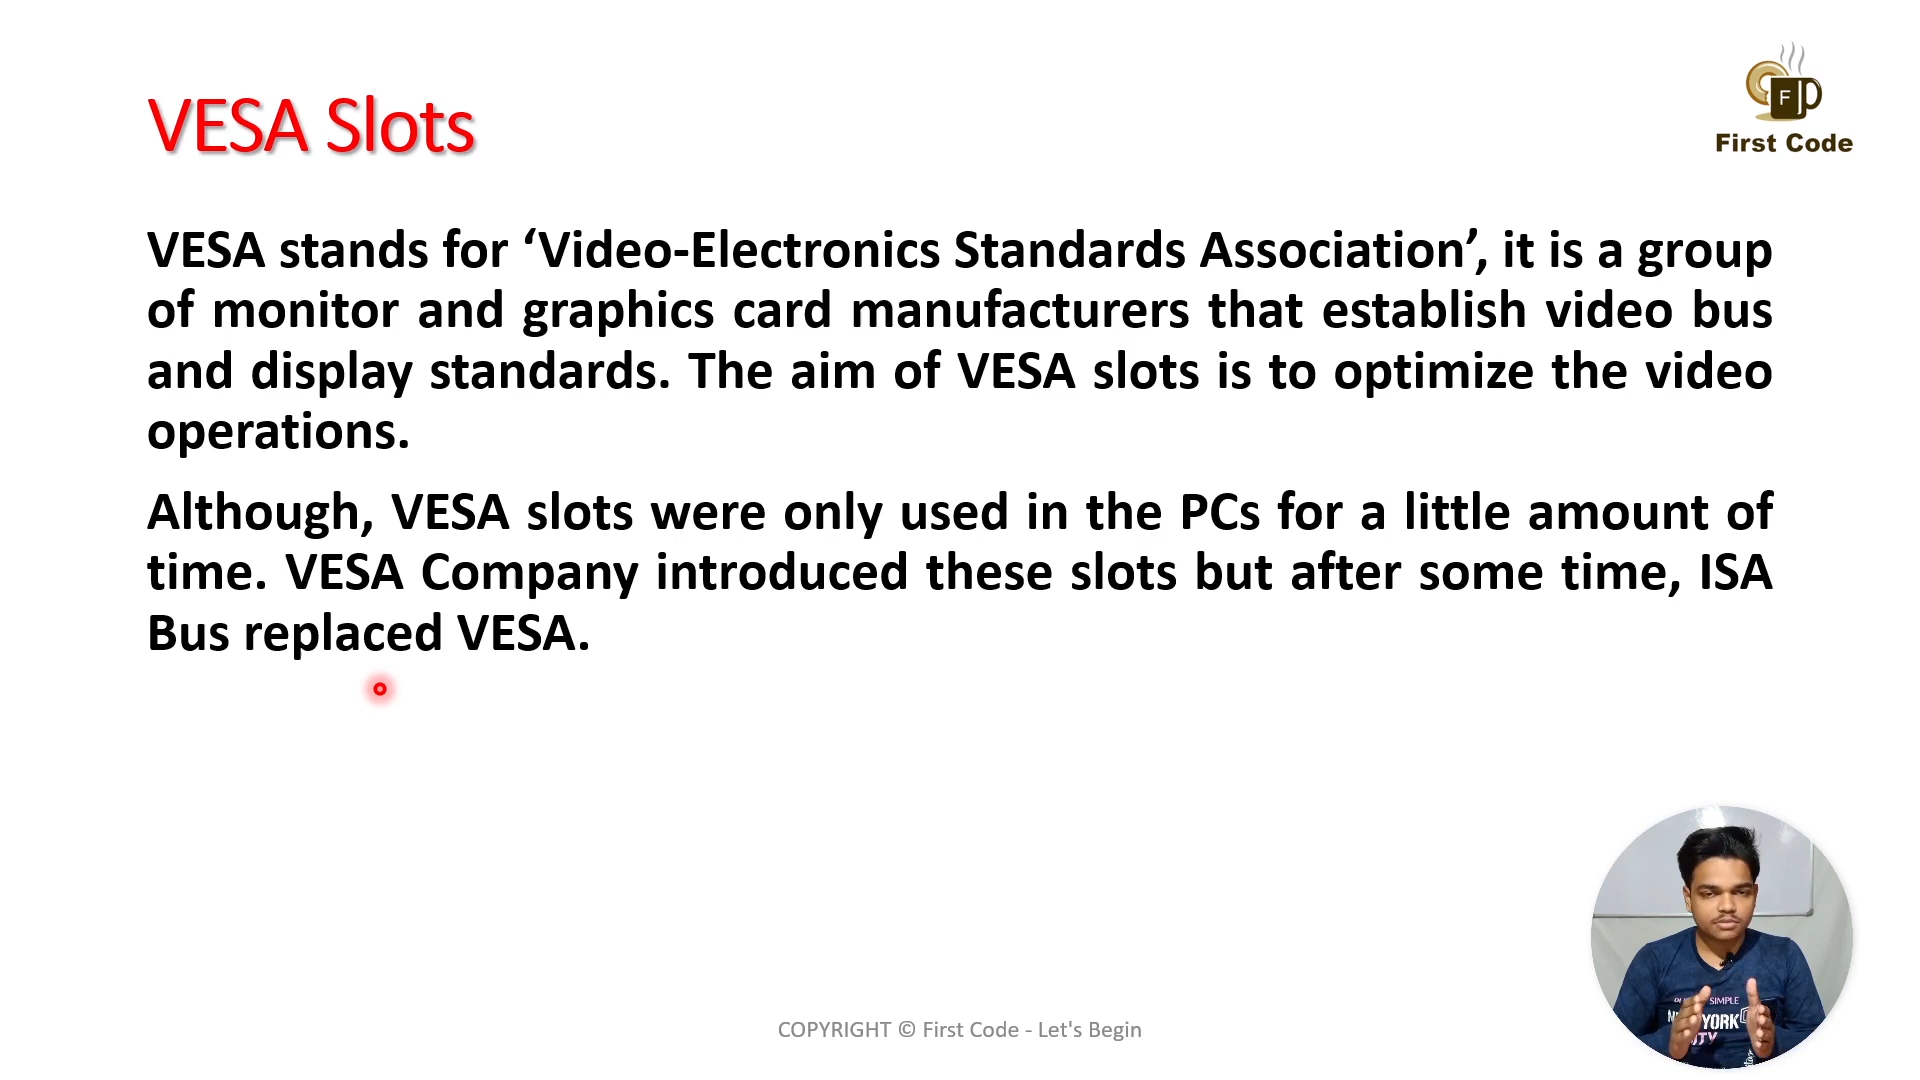 VESA Slots
F
First Code
VESA stands for ‘Video-Electronics Standards Association’, it is a group
of monitor and graphics card manufacturers that establish video bus
and display standards. The aim of VESA slots is to optimize the video
operations.
Although, VESA slots were only used in the PCs for a little amount of
time. VESA Company introduced these slots but after some time, ISA
Bus replaced VESA.
SIMPLE
YORK
COPYRIGHT © First Code - Let's Begin